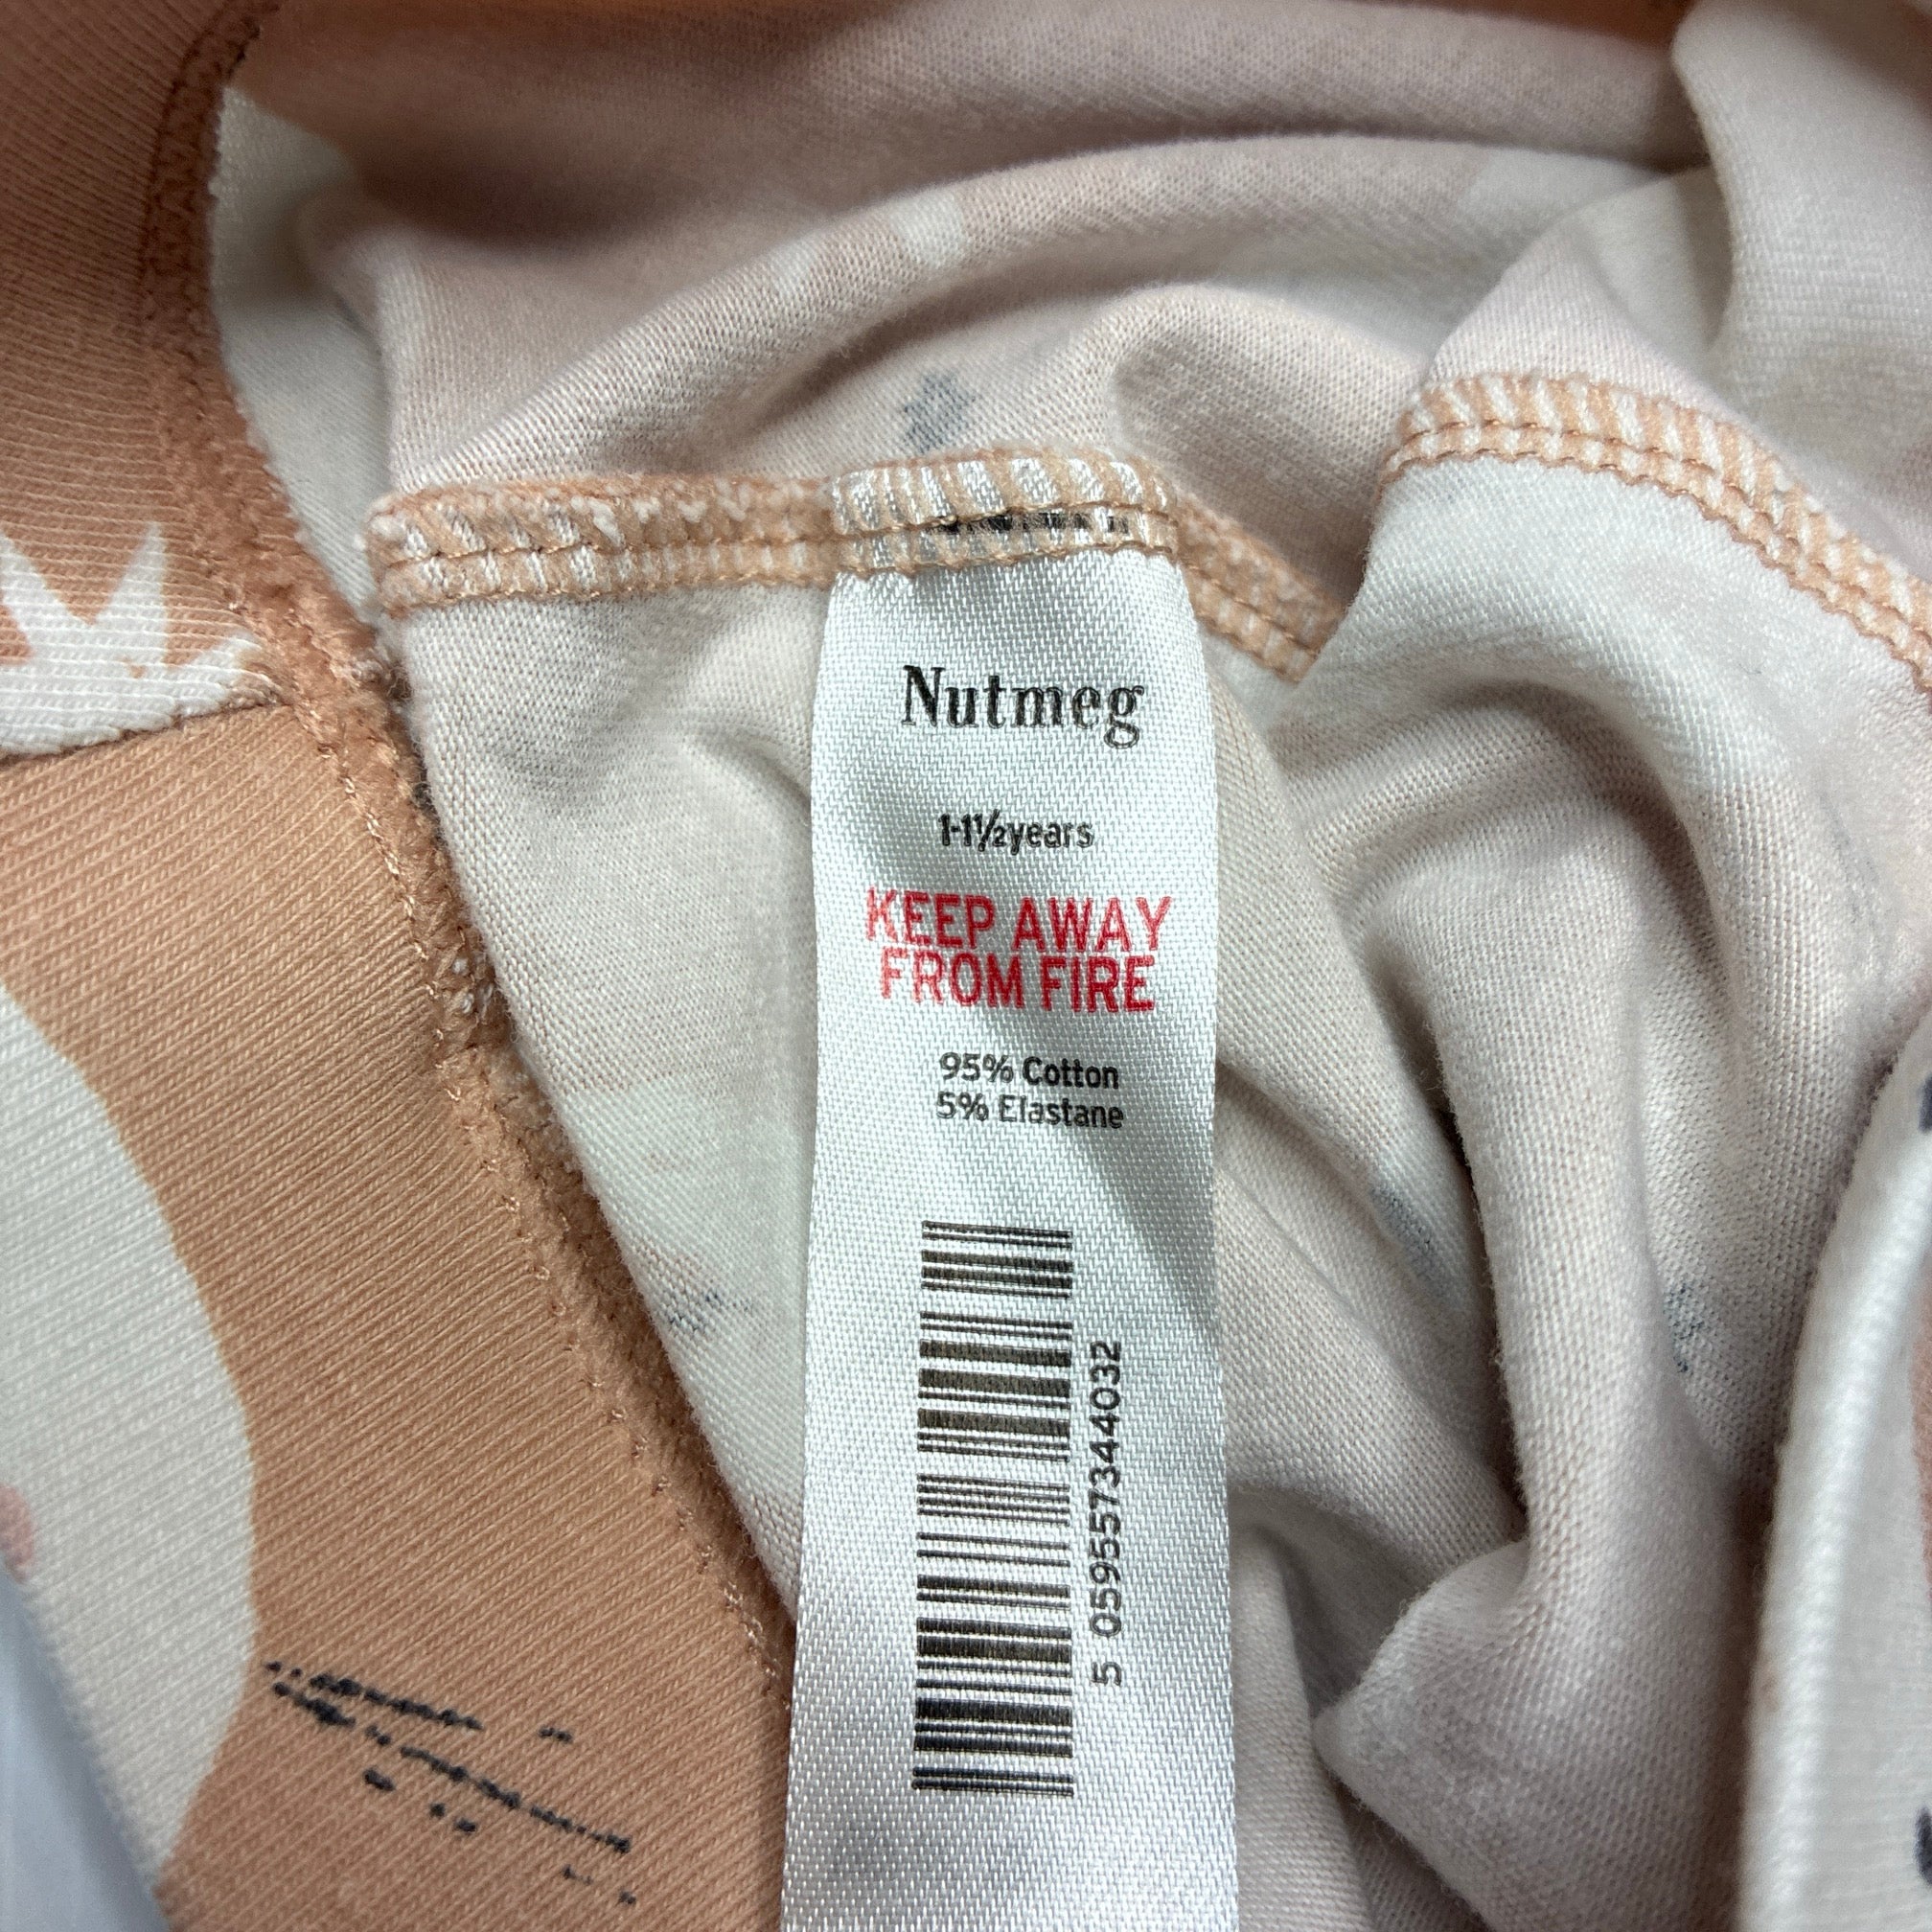 Nutmeg
1-1½years
KEEP AWAY
FROM FIRE
95% Cotton
5% Elastane
5 059557344032